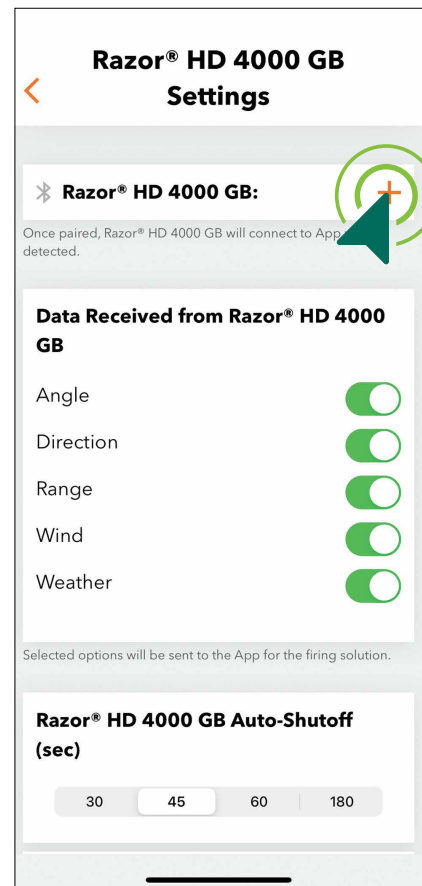 Razor® HD 4000 GB
Settings
Razor® HD 4000 GB:
Once paired, Razor® HD 4000 GB will connect to App
detected.
Data Received from Razor® HD 4000
GB
Angle
Direction
Range
Wind
Weather
Selected options will be sent to the App for the firing solution.
Razor® HD 4000 GB Auto-Shutoff
(sec)
30 45 60 180